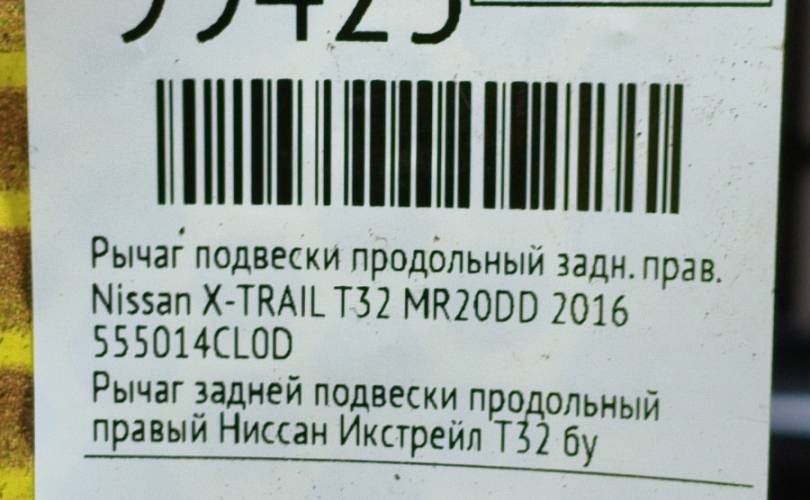 Рычаг подвески продольный задн. прав.
Nissan X-TRAIL T32 MR20DD 2016
555014CL0D
Рычаг задней подвески продольный
правый Ниссан Икстрейл Т32 бу